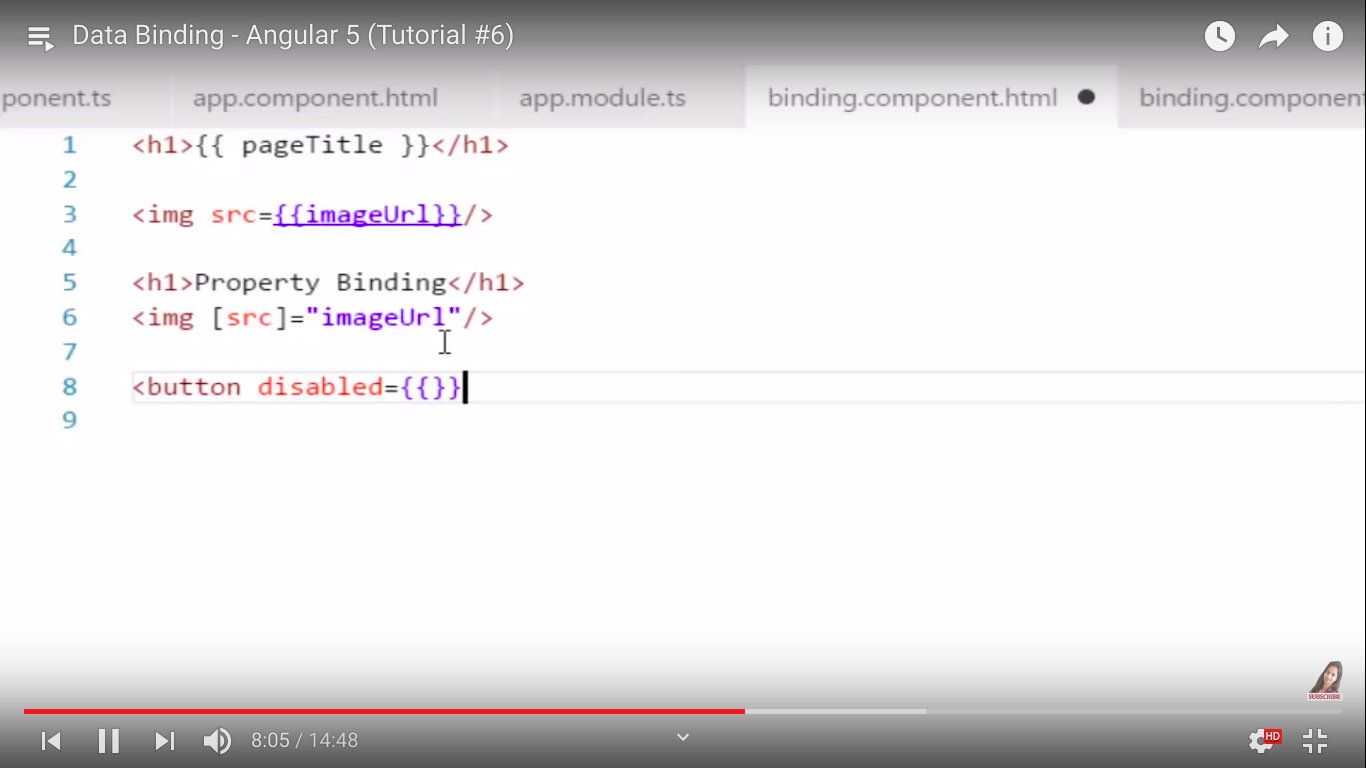 Data Binding - Angular 5 (Tutorial #6)
ponent.ts app.component.html app.module.ts binding.component.html binding.component
1 <h1>{{ pageTitle }}</h1>
2
3 <img src={{imageUrl}}/>
4
5 <h1>Property Binding</h1>
6 <img [src]="imageUrl"/>
7
8 <button disabled={{}}
9
SUBSCRIBE
8:05 / 14:48
HD